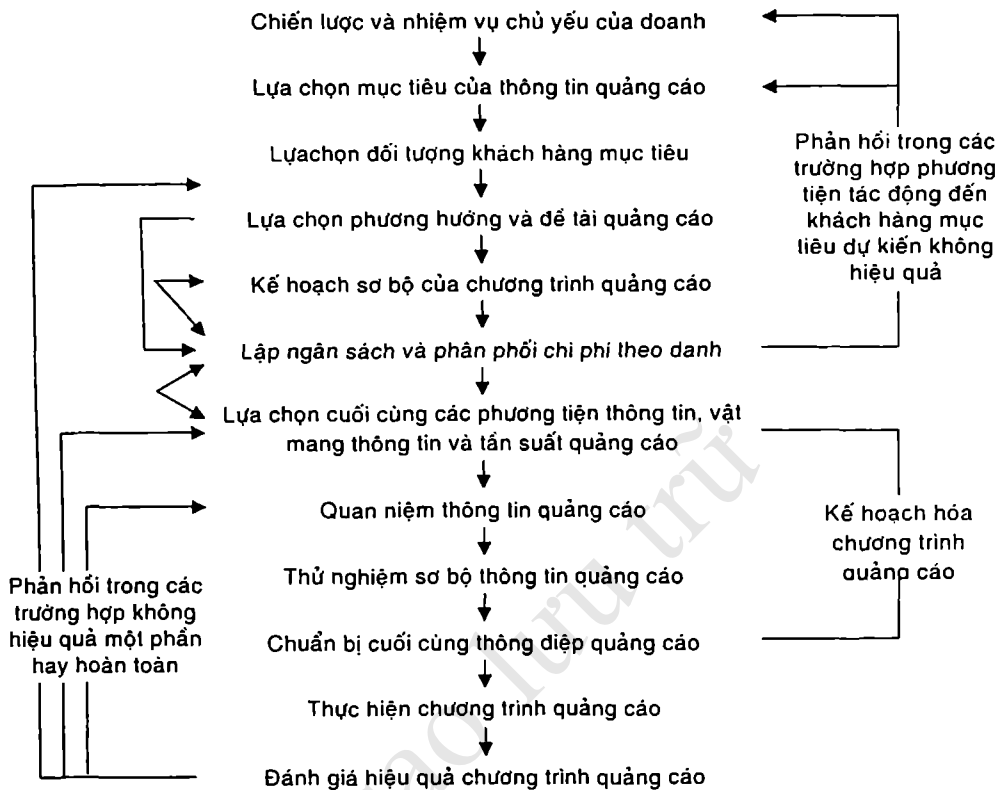 Chiến lược và nhiệm vụ chủ yếu của doanh
Lựa chọn mục tiêu của thông tin quảng cáo
Lựachọn đối tượng khách hàng mục tiêu
Lựa chọn phương hướng và để tài quảng cáo
Kế hoạch sơ bộ của chương trình quảng cáo
Lập ngân sách và phân phối chi phí theo danh
Lựa chọn cuối cùng các phương tiện thông tin, vật
mang thông tin và tần suất quảng cáo
Quan niệm thông tin quảng cáo
Thử nghiệm sơ bộ thông tin quảng cáo
Chuẩn bị cuối cùng thông điệp quảng cáo
Thực hiện chương trình quảng cáo
Đánh giá hiệu quả chương trình quảng cáo
Phản hồi trong các
trường hợp phương
tiện tác động đến
khách hàng mục
tiêu dự kiến không
hiệu quả
Kế hoạch hóa
chương trình
quảng cáo
Phản hồi trong các
trường hợp không
hiệu quả một phần
hay hoàn toàn
lưu trữ